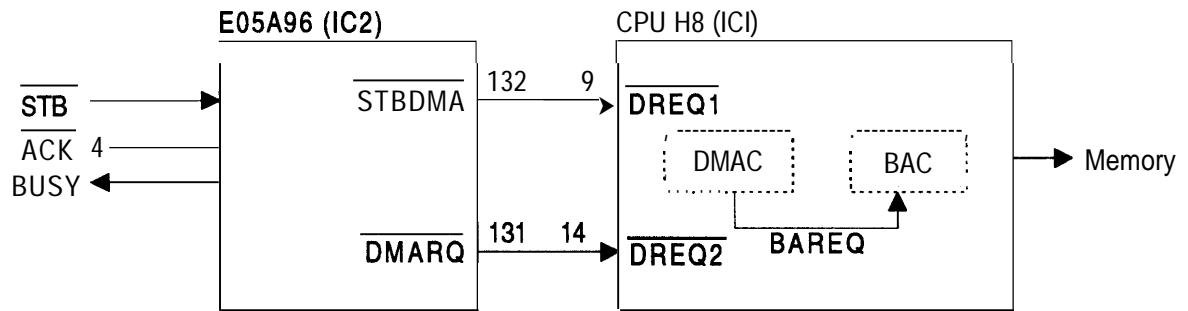 E05A96 (IC2)
CPU H8 (ICI)
STB
ACK 4
BUSY
STBDMA
132
9
DREQ1
DMAC
BAC
Memory
BAREQ
DMARQ
131
14
DREQ2